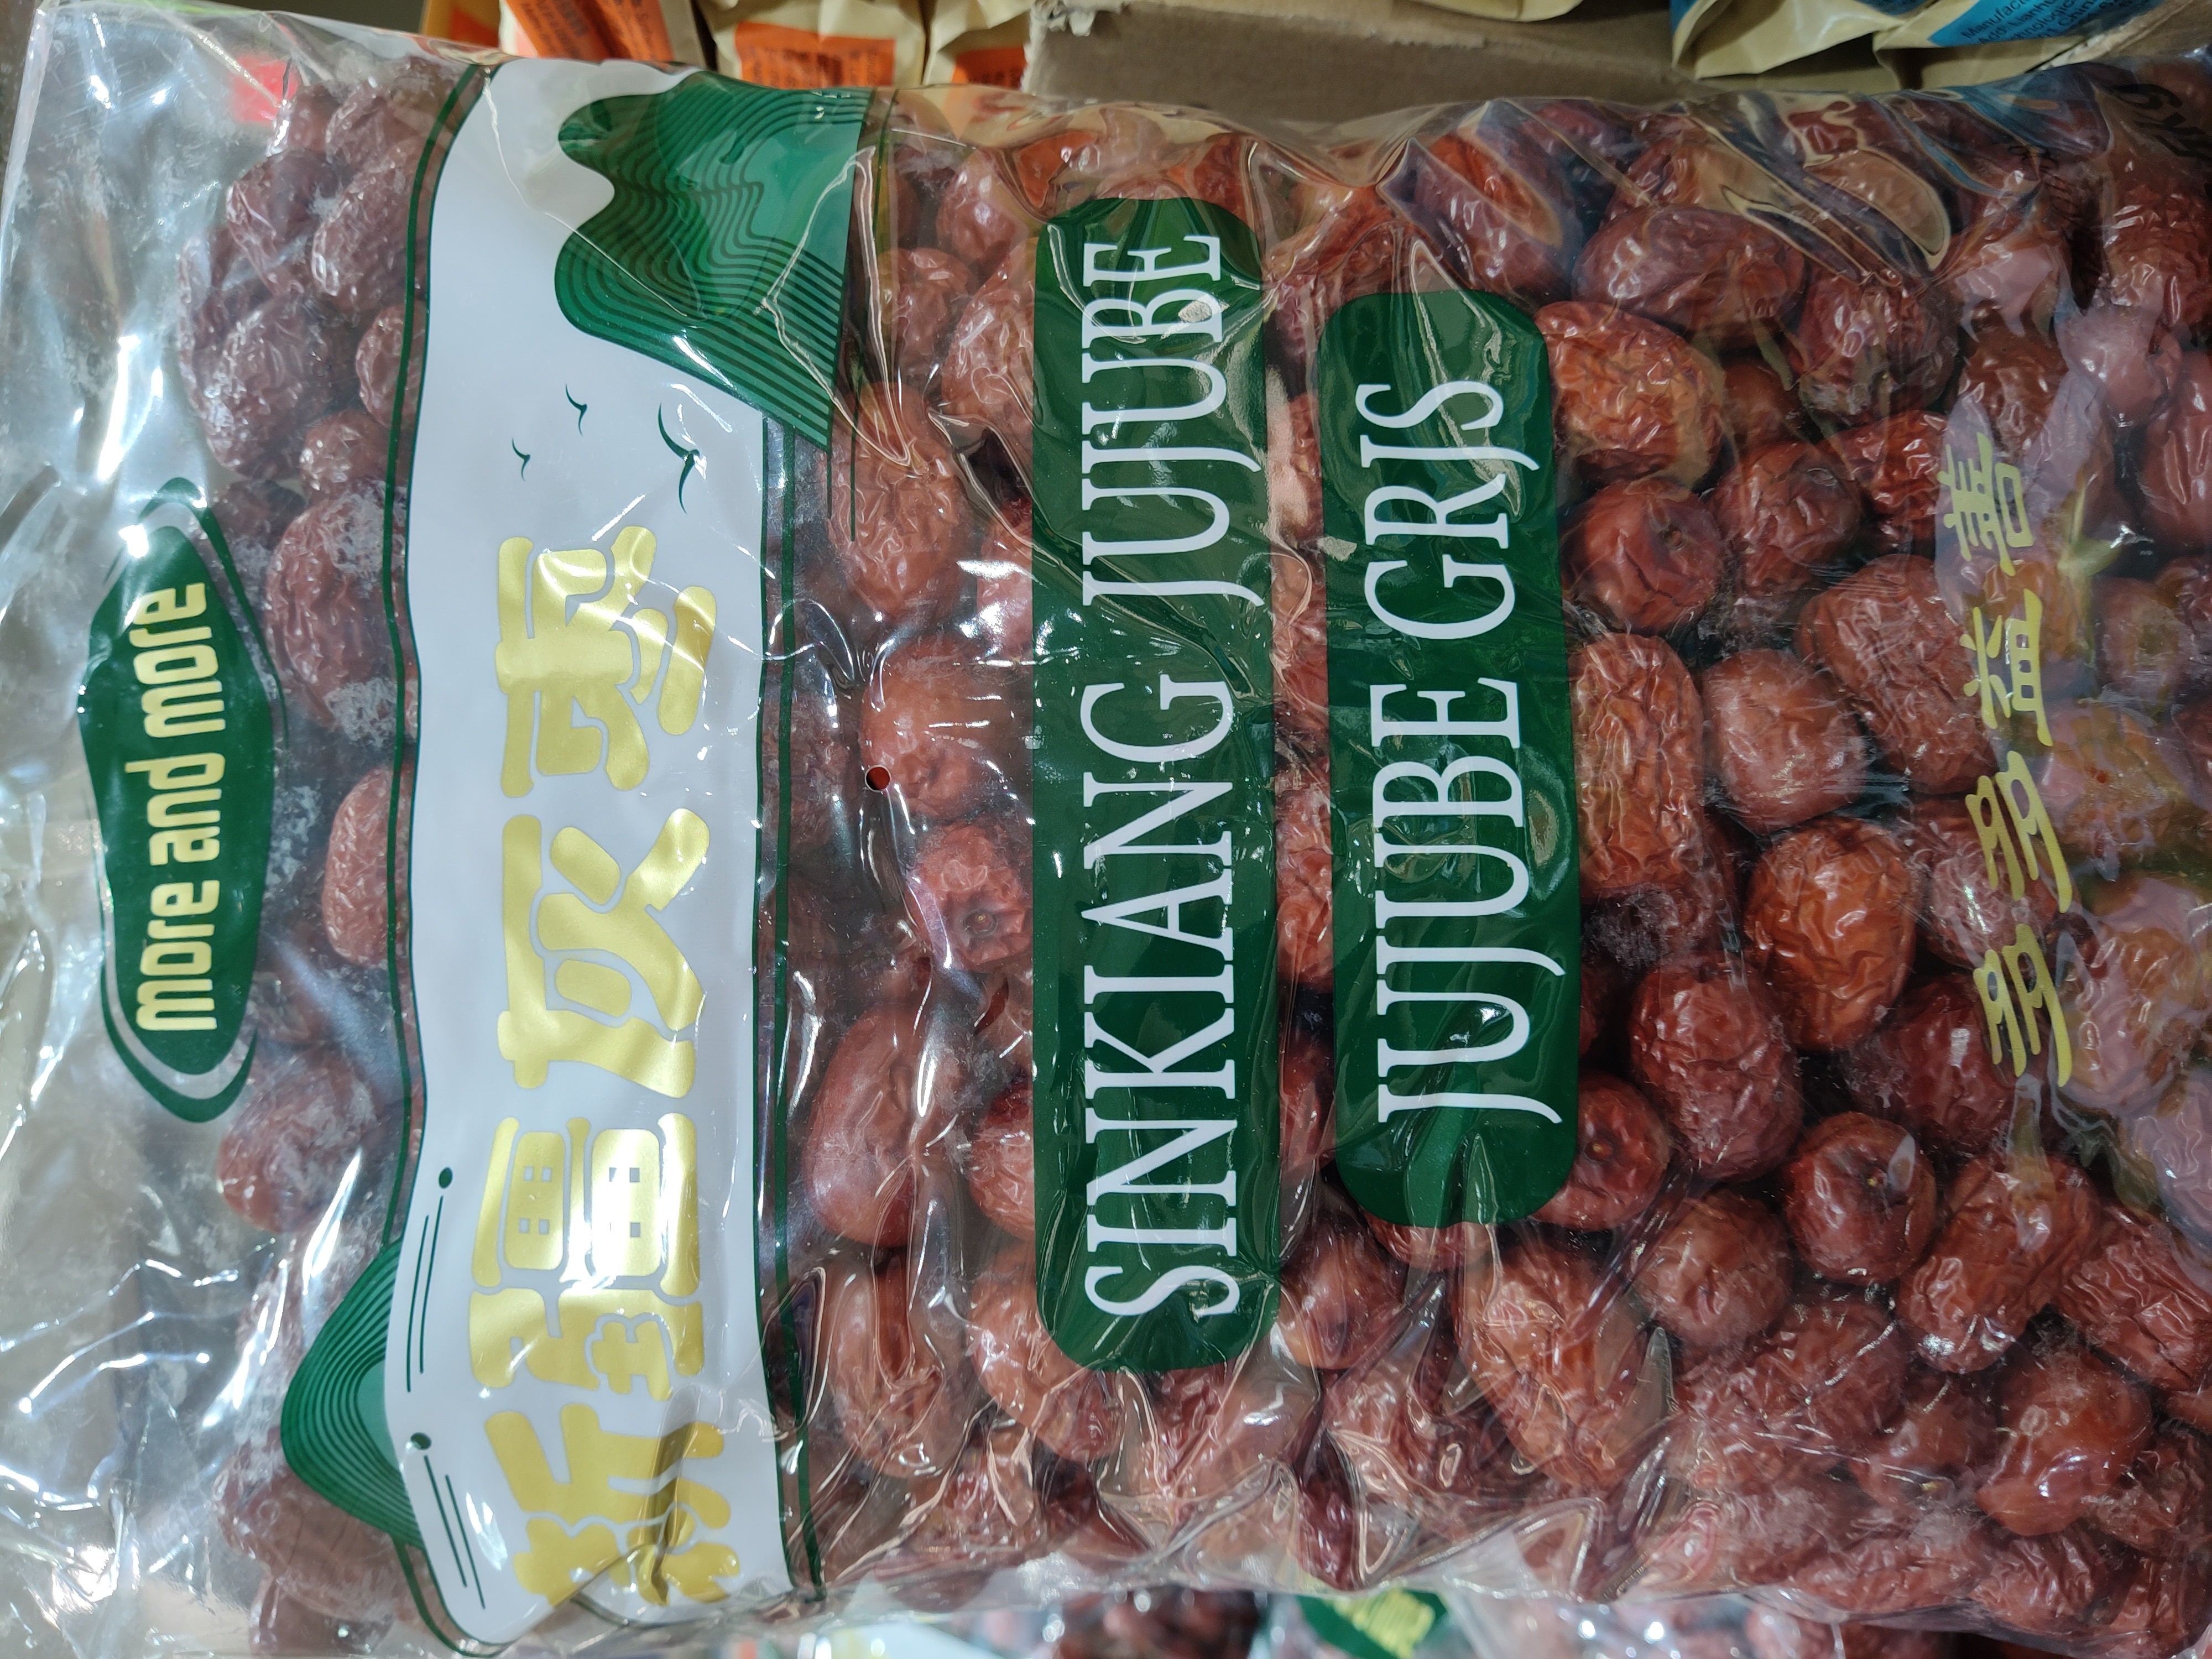 more and more
新疆灰枣
SINKIANG JUJUBE
JUJUBE GRIS
多多益善